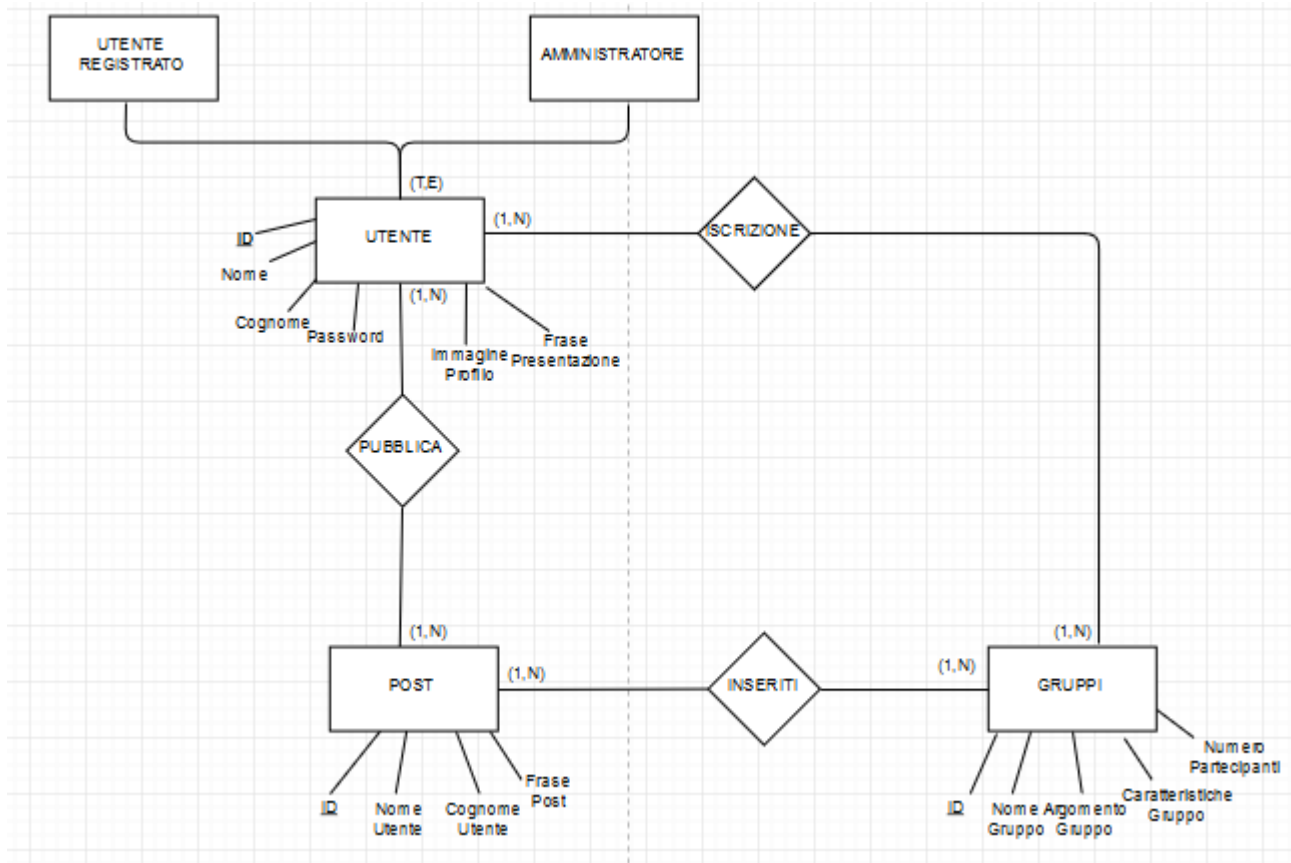 UTENTE
REGISTRATO
AMMINISTRATORE
(T,E)
UTENTE
(1,N)
ISCRIZIONE
ID
Nome
Cognome
Password
(1,N)
Immagine
Profilo
Frase
Presentazione
PUBBLICA
(1,N)
POST
(1,N)
INSERITI
(1,N)
(1,N)
GRUPPI
ID
Nome
Utente
Cognome
Utente
Frase
Post
ID
Nome
Gruppo
Argomento
Gruppo
Caratteristiche
Gruppo
Numero
Partecipanti